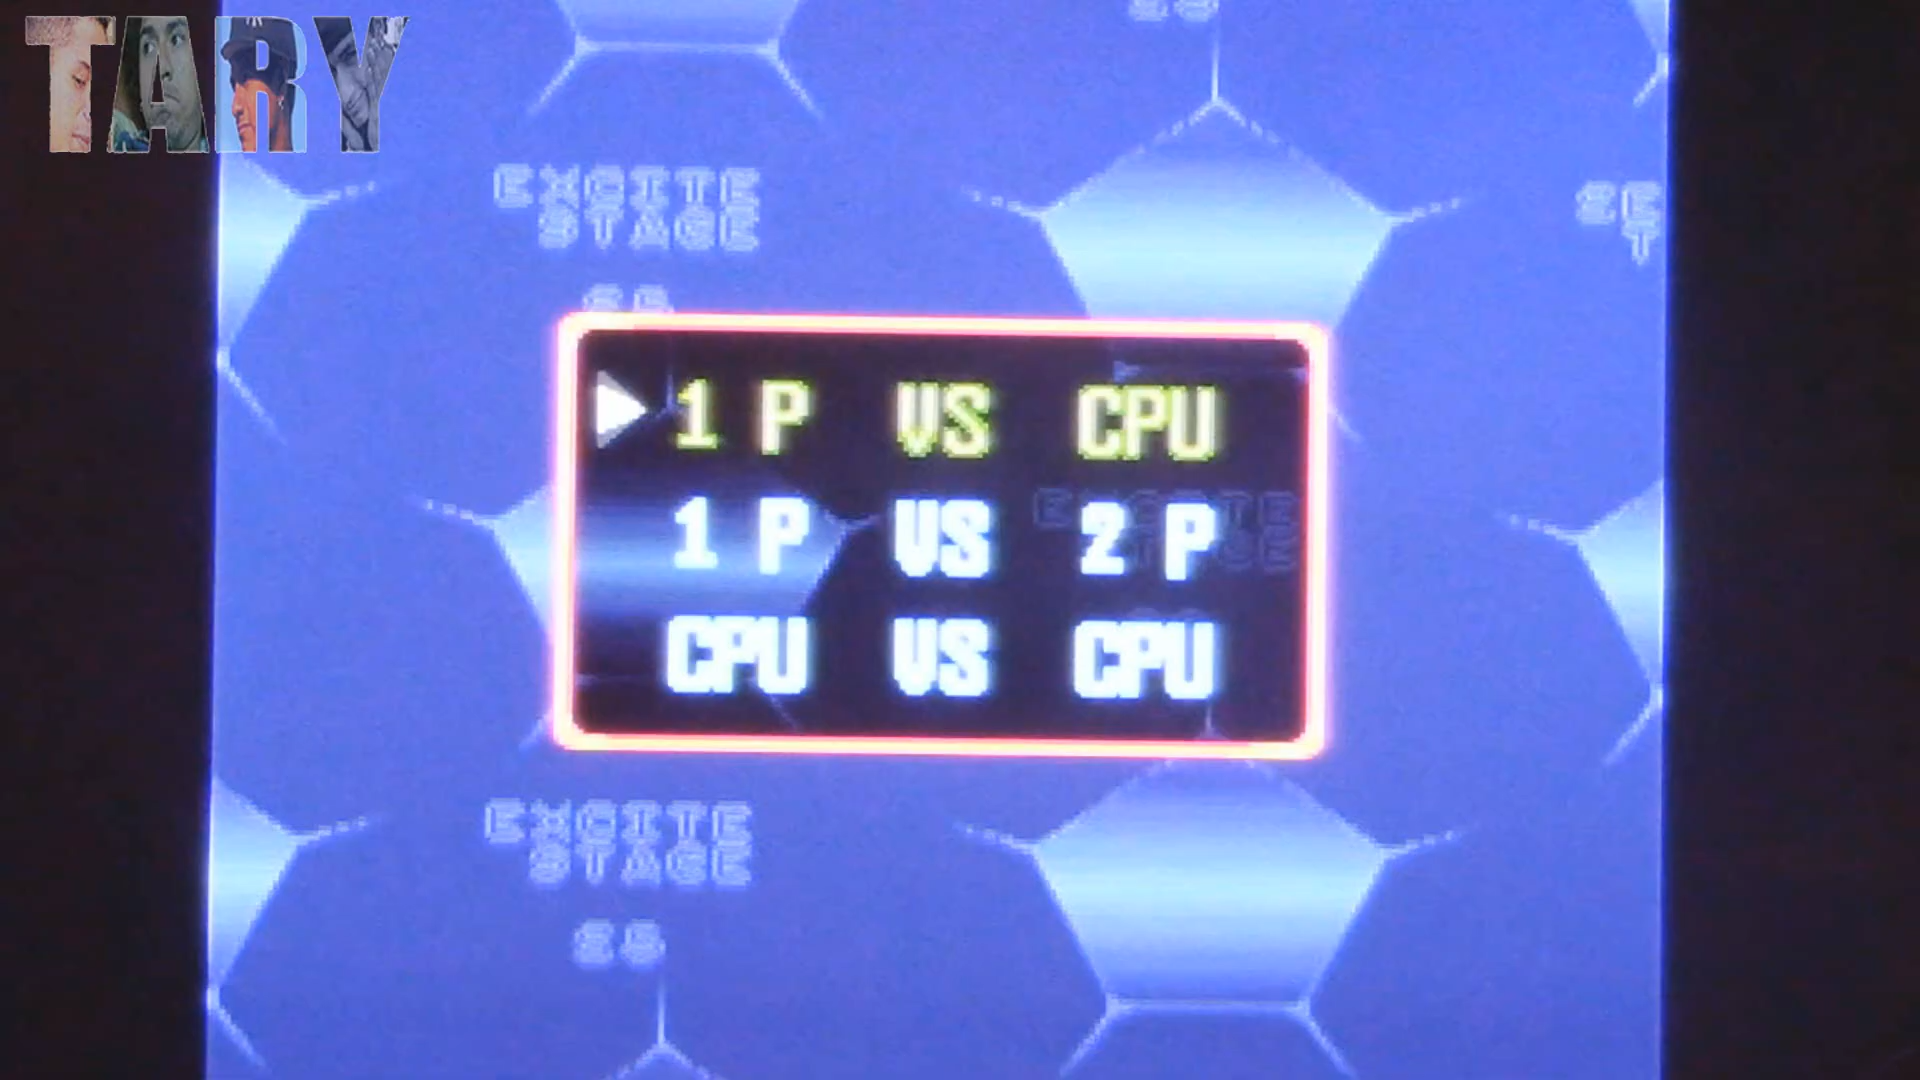 TARY
EXCITE
STAGE
1 P VS CPU
1 P VS 2 P
CPU VS CPU
EXCITE
STAGE